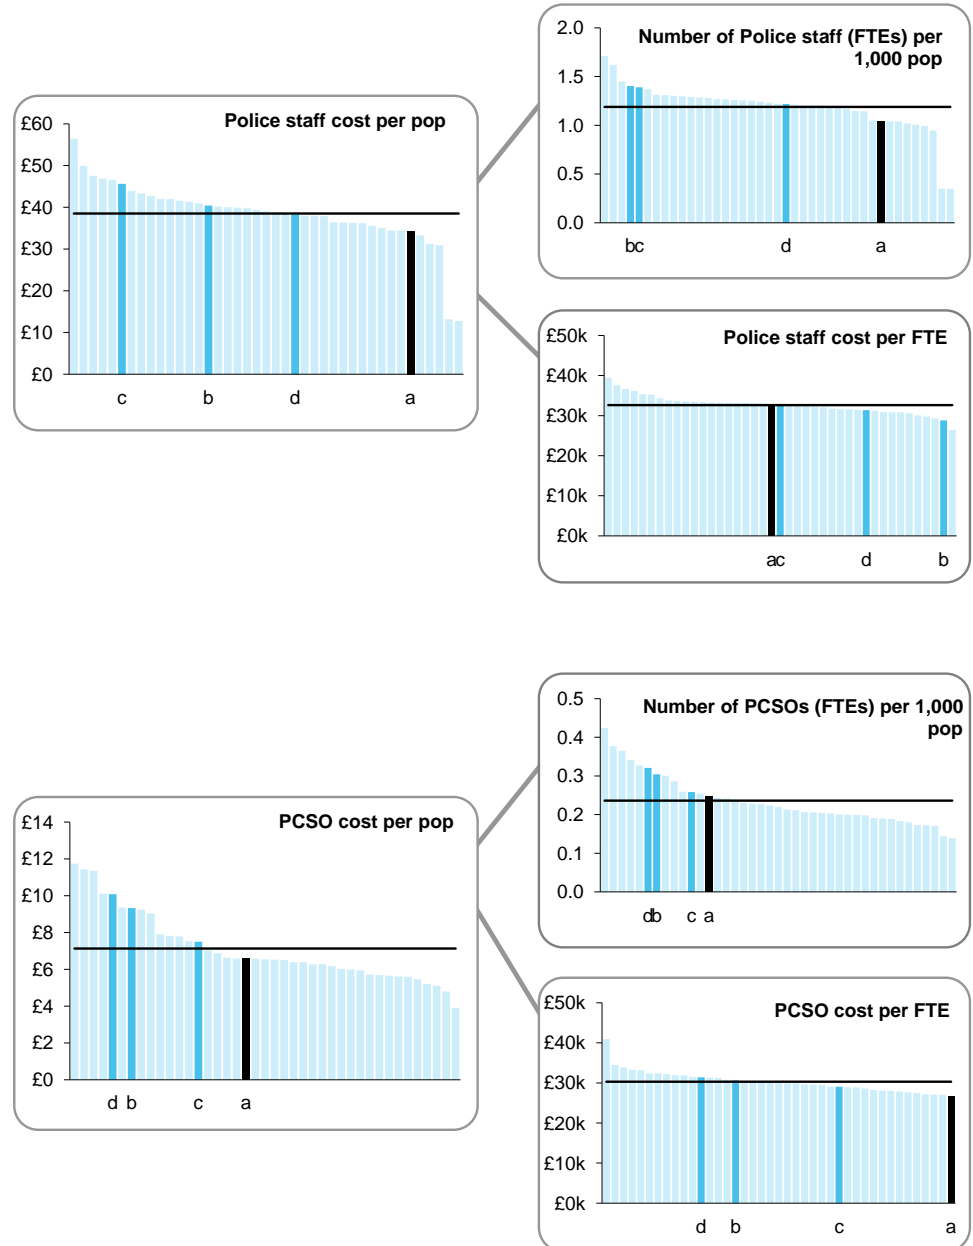 Police staff cost per pop
£60
£50
£40
£30
£20
£10
£0
c b d a
Number of Police staff (FTEs) per
1,000 pop
2.0
1.5
1.0
0.5
0.0
bc d a
Police staff cost per FTE
£50k
£40k
£30k
£20k
£10k
£0k
ac d b
PCSO cost per pop
£14
£12
£10
£8
£6
£4
£2
£0
d b c a
Number of PCSOs (FTEs) per 1,000
pop
0.5
0.4
0.3
0.2
0.1
0.0
db c a
PCSO cost per FTE
£50k
£40k
£30k
£20k
£10k
£0k
d b c a